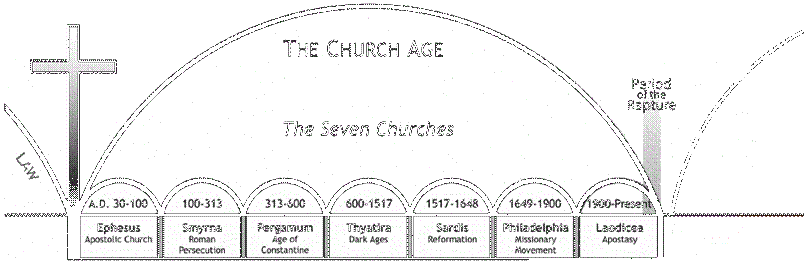 THE CHURCH AGE
Period
of the
Rapture
The Seven Churches
LAW
A.D. 30-100
100-313
313-600
600-1517
1517-1648
1649-1900
1900-Present
Ephesus
Apostolic Church
Smyrna
Roman
Persecution
Pergamum
Age of
Constantine
Thyatira
Dark Ages
Sardis
Reformation
Philadelphia
Missionary
Movement
Laodicea
Apostasy